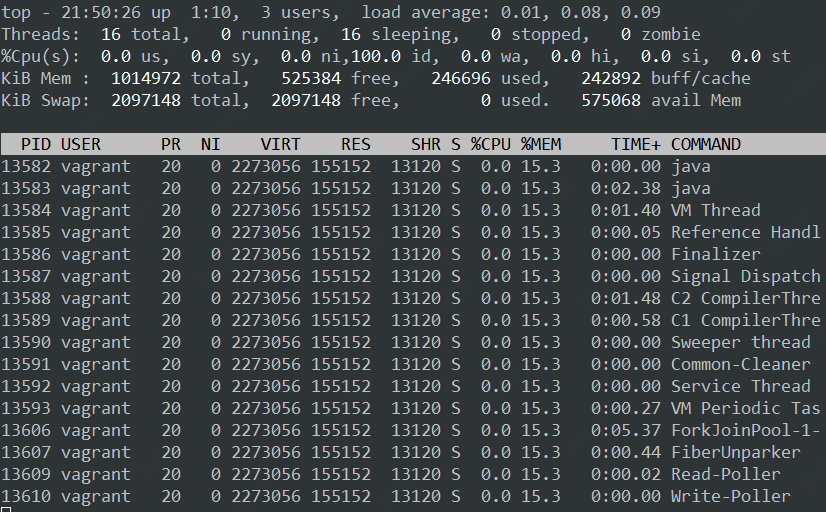 top - 21:50:26 up  1:10,  3 users,  load average: 0.01, 0.08, 0.09
Threads:  16 total,   0 running,  16 sleeping,   0 stopped,   0 zombie
%Cpu(s):  0.0 us,  0.0 sy,  0.0 ni,100.0 id,  0.0 wa,  0.0 hi,  0.0 si,  0.0 st
KiB Mem :  1014972 total,   525384 free,   246696 used,   242892 buff/cache
KiB Swap:  2097148 total,  2097148 free,        0 used.   575068 avail Mem
PID USER      PR  NI    VIRT    RES    SHR S %CPU %MEM     TIME+ COMMAND
13582 vagrant   20   0 2273056 155152  13120 S  0.0 15.3   0:00.00 java
13583 vagrant   20   0 2273056 155152  13120 S  0.0 15.3   0:02.38 java
13584 vagrant   20   0 2273056 155152  13120 S  0.0 15.3   0:01.40 VM Thread
13585 vagrant   20   0 2273056 155152  13120 S  0.0 15.3   0:00.05 Reference Handl
13586 vagrant   20   0 2273056 155152  13120 S  0.0 15.3   0:00.00 Finalizer
13587 vagrant   20   0 2273056 155152  13120 S  0.0 15.3   0:00.00 Signal Dispatch
13588 vagrant   20   0 2273056 155152  13120 S  0.0 15.3   0:01.48 C2 CompilerThre
13589 vagrant   20   0 2273056 155152  13120 S  0.0 15.3   0:00.58 C1 CompilerThre
13590 vagrant   20   0 2273056 155152  13120 S  0.0 15.3   0:00.00 Sweeper thread
13591 vagrant   20   0 2273056 155152  13120 S  0.0 15.3   0:00.00 Common-Cleaner
13592 vagrant   20   0 2273056 155152  13120 S  0.0 15.3   0:00.00 Service Thread
13593 vagrant   20   0 2273056 155152  13120 S  0.0 15.3   0:00.27 VM Periodic Tas
13606 vagrant   20   0 2273056 155152  13120 S  0.0 15.3   0:05.37 ForkJoinPool-1-
13607 vagrant   20   0 2273056 155152  13120 S  0.0 15.3   0:00.44 FiberUnparker
13609 vagrant   20   0 2273056 155152  13120 S  0.0 15.3   0:00.02 Read-Poller
13610 vagrant   20   0 2273056 155152  13120 S  0.0 15.3   0:00.00 Write-Poller